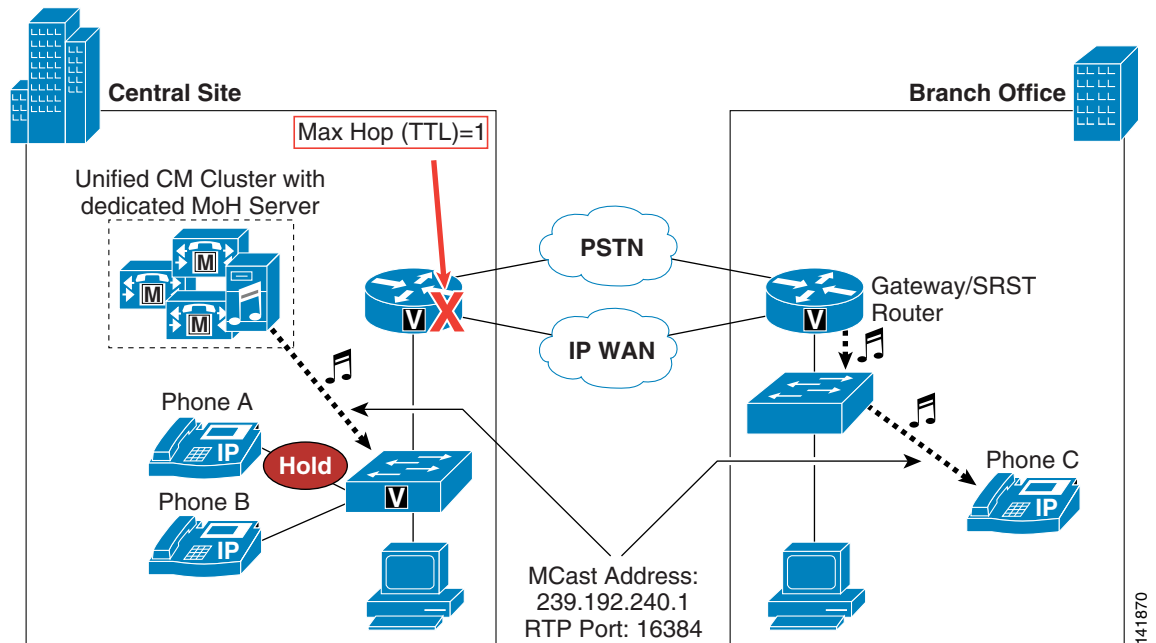 Central Site
Branch Office
Max Hop (TTL)=1
Unified CM Cluster with
dedicated MoH Server
M
M
M
PSTN
V
IP WAN
Gateway/SRST
Router
V
Phone A
IP
Hold
Phone B
IP
V
Phone C
IP
MCast Address:
239.192.240.1
RTP Port: 16384
141870